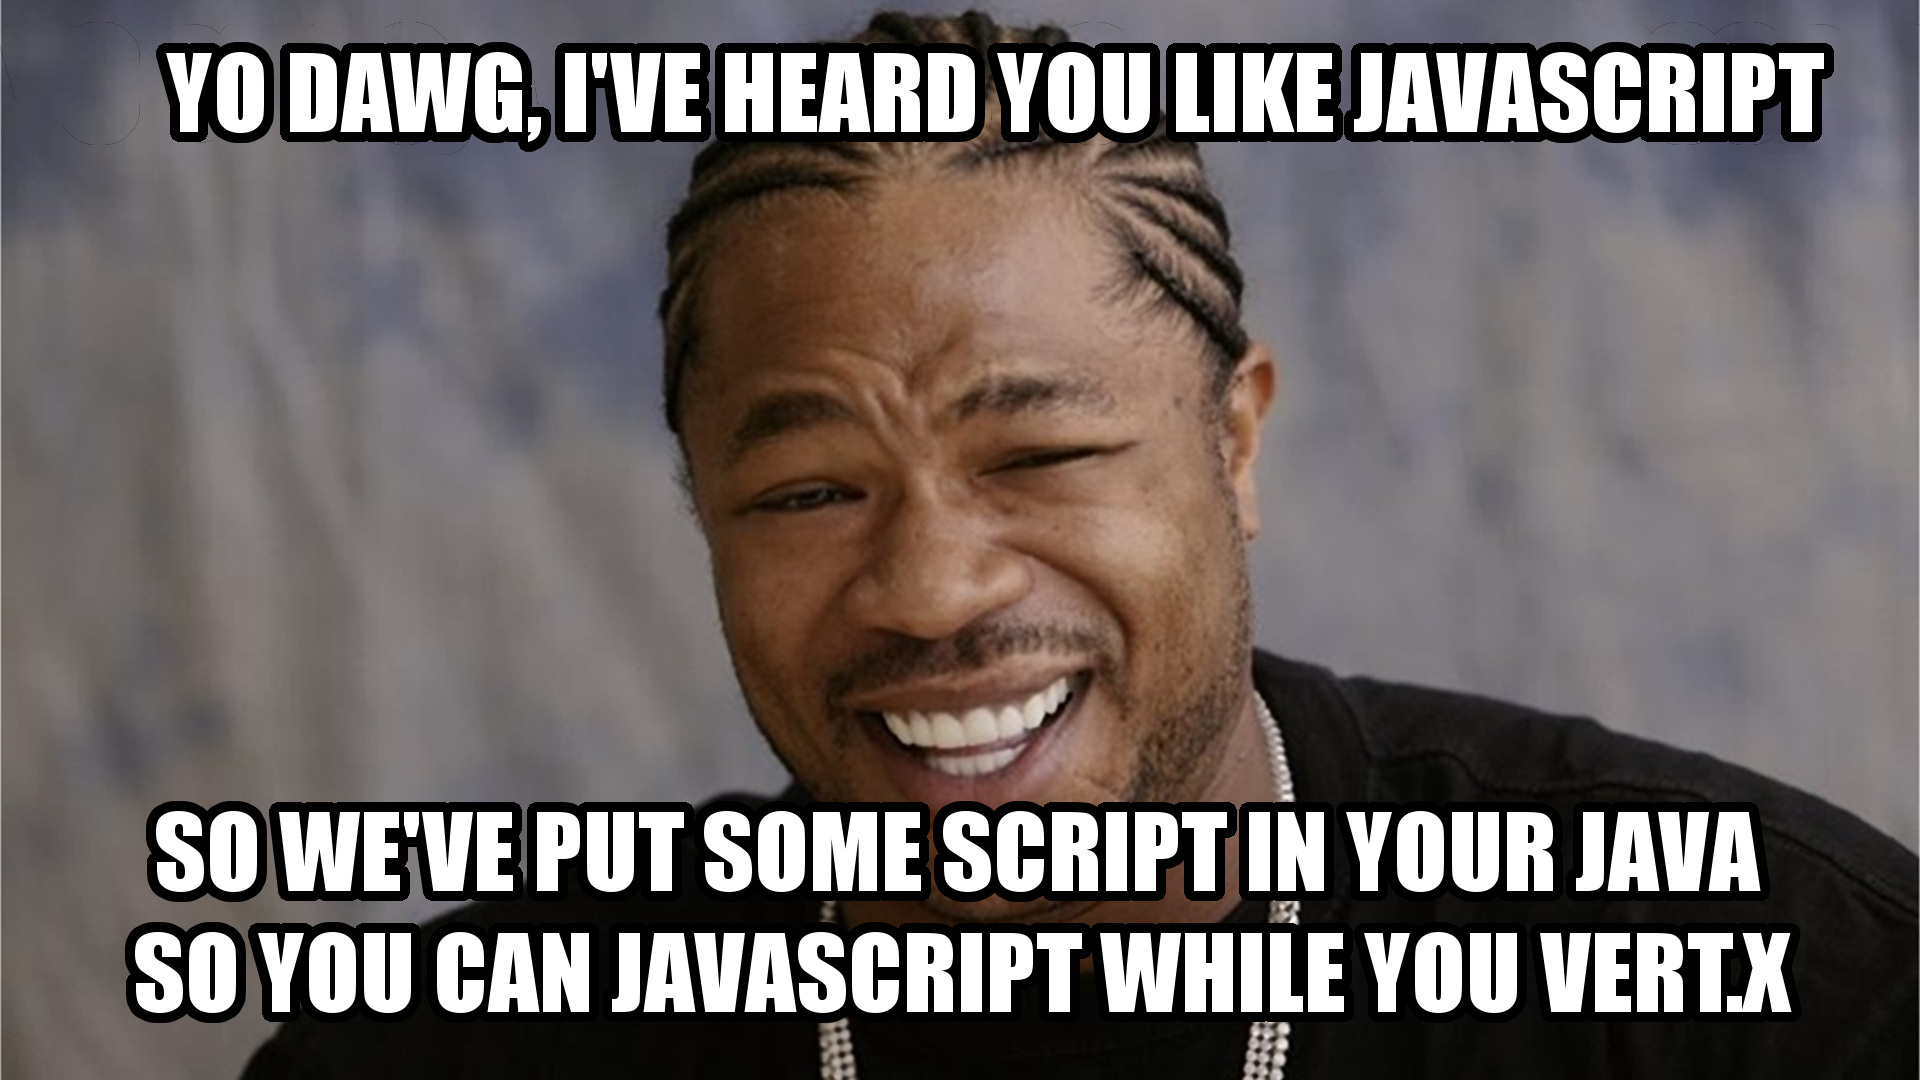 YO DAWG, I'VE HEARD YOU LIKE JAVASCRIPT
SO WE'VE PUT SOME SCRIPT IN YOUR JAVA
SO YOU CAN JAVASCRIPT WHILE YOU VERT.X